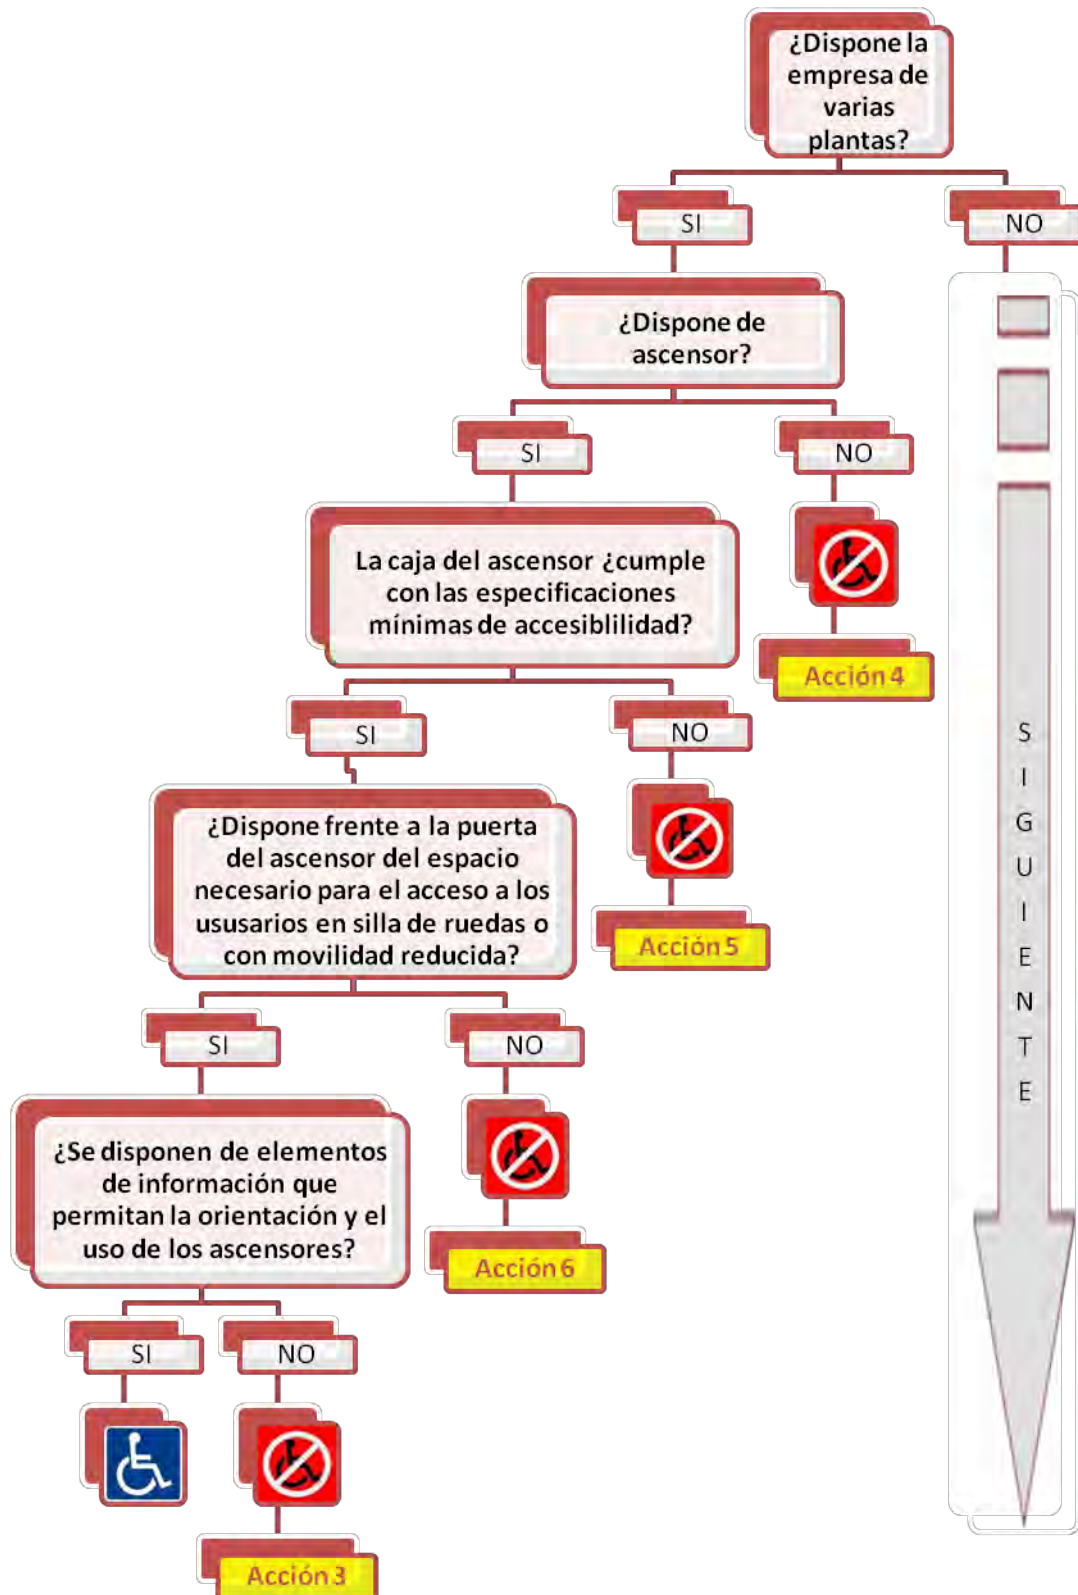 ¿Dispone la
empresa de
varias
plantas?
SI
NO
¿Dispone de
ascensor?
SI
NO
La caja del ascensor ¿cumple
con las especificaciones
mínimas de accesiblilidad?
Acción 4
SI
NO
¿Dispone frente a la puerta
del ascensor del espacio
necesario para el acceso a los
ususarios en silla de ruedas o
con movilidad reducida?
Acción 5
SI
NO
¿Se disponen de elementos
de información que
permitan la orientación y el
uso de los ascensores?
Acción 6
SI
NO
Acción 3
S
I
G
U
I
E
N
T
E